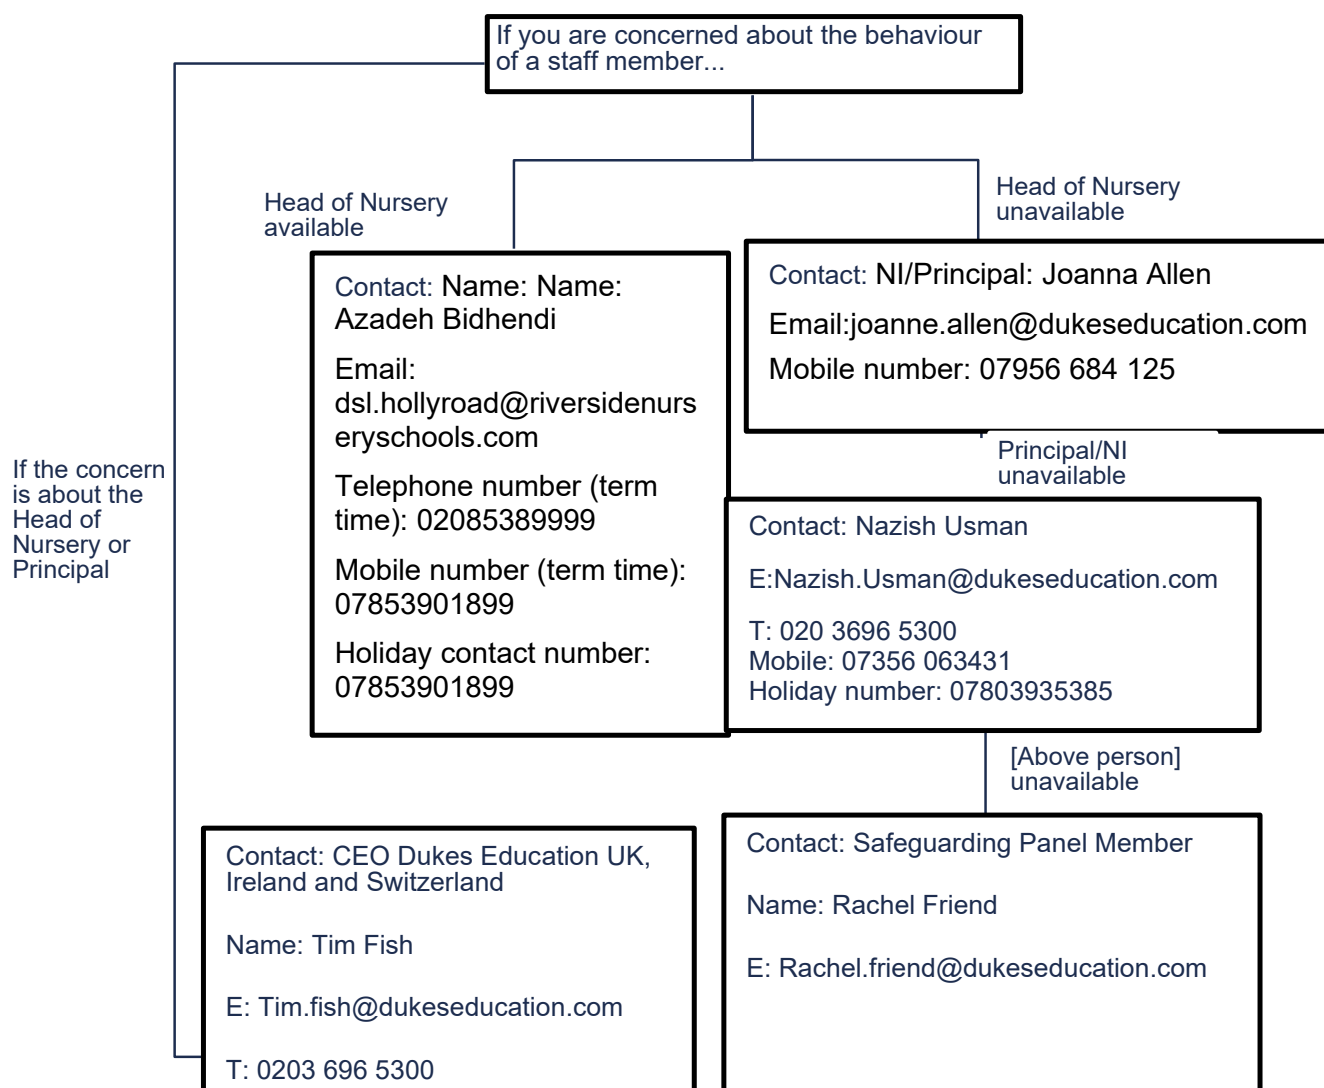 If you are concerned about the behaviour
of a staff member...
Head of Nursery
available
Head of Nursery
unavailable
Contact: Name: Name:
Azadeh Bidhendi
Email:
dsl.hollyroad@riversidenurs
eryschools.com
Telephone number (term
time): 02085389999
Mobile number (term time):
07853901899
Holiday contact number:
07853901899
Contact: NI/Principal: Joanna Allen
Email:joanne.allen@dukeseducation.com
Mobile number: 07956 684 125
Principal/NI
unavailable
If the concern
is about the
Head of
Nursery or
Principal
Contact: Nazish Usman
E:Nazish.Usman@dukeseducation.com
T: 020 3696 5300
Mobile: 07356 063431
Holiday number: 07803935385
[Above person]
unavailable
Contact: CEO Dukes Education UK,
Ireland and Switzerland
Name: Tim Fish
E: Tim.fish@dukeseducation.com
T: 0203 696 5300
Contact: Safeguarding Panel Member
Name: Rachel Friend
E: Rachel.friend@dukeseducation.com